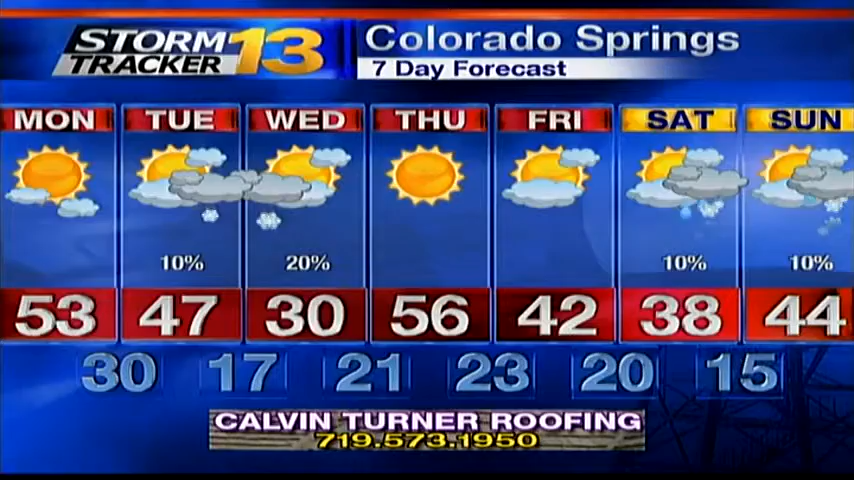 STORM TRACKER 13
Colorado Springs
7 Day Forecast
MON TUE WED THU FRI SAT SUN
10% 20% 10% 10%
53 47 30 56 42 38 44
30 17 21 23 20 15
CALVIN TURNER ROOFING
719.573.1950